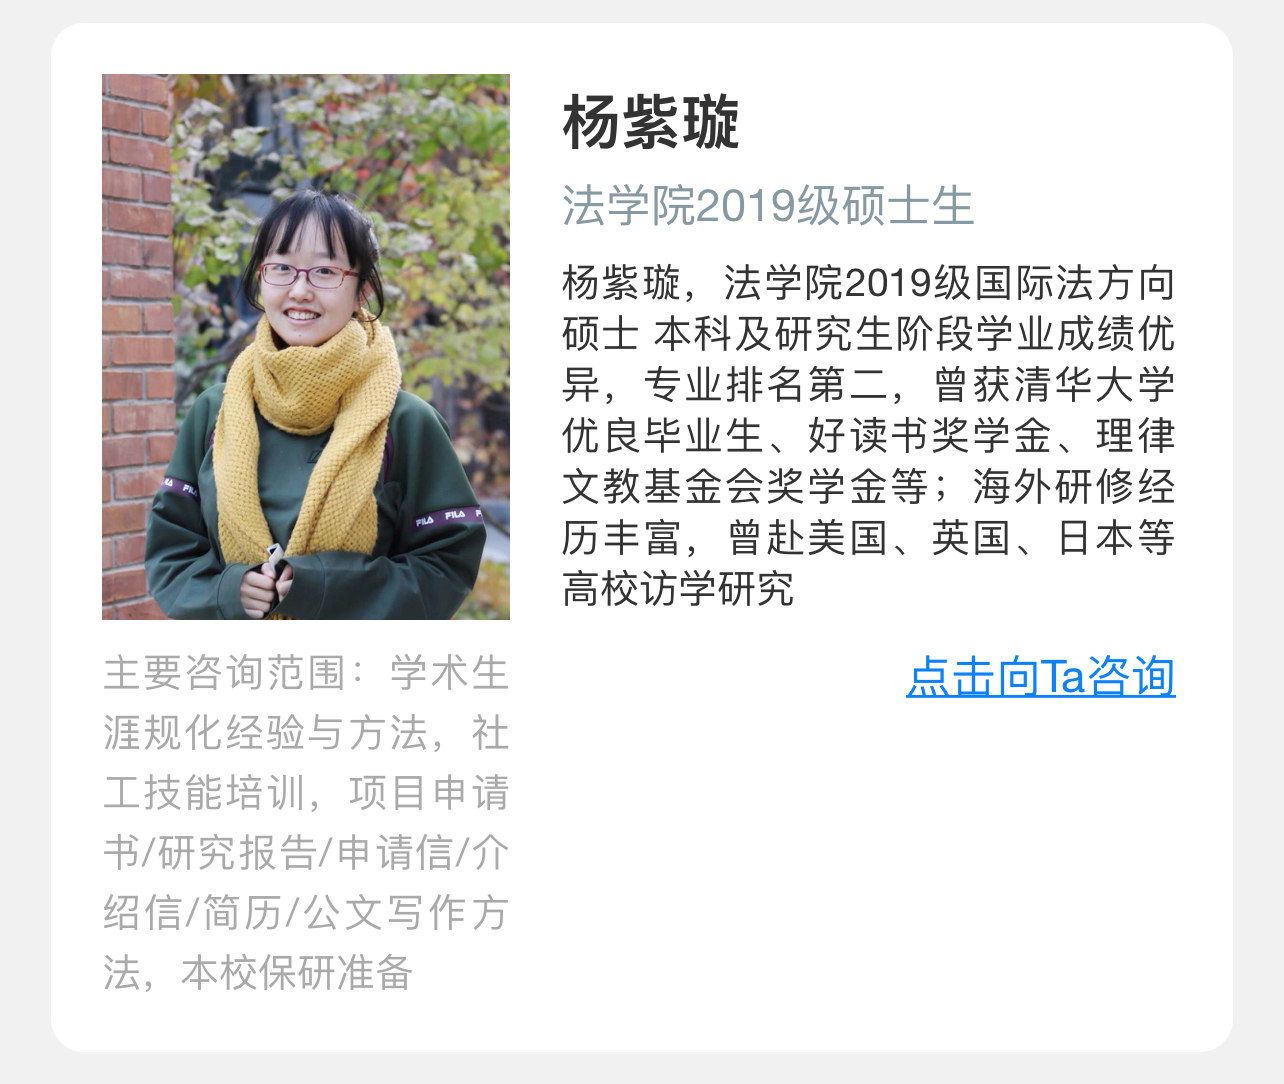 杨紫璇
法学院2019级硕士生
杨紫璇，法学院2019级国际法方向
硕士 本科及研究生阶段学业成绩优
异，专业排名第二，曾获清华大学
优良毕业生、好读书奖学金、理律
文教基金会奖学金等；海外研修经
历丰富，曾赴美国、英国、日本等
高校访学研究
点击向Ta咨询
FILA FILA
主要咨询范围：学术生
涯规化经验与方法，社
工技能培训，项目申请
书/研究报告/申请信/介
绍信/简历/公文写作方
法，本校保研准备